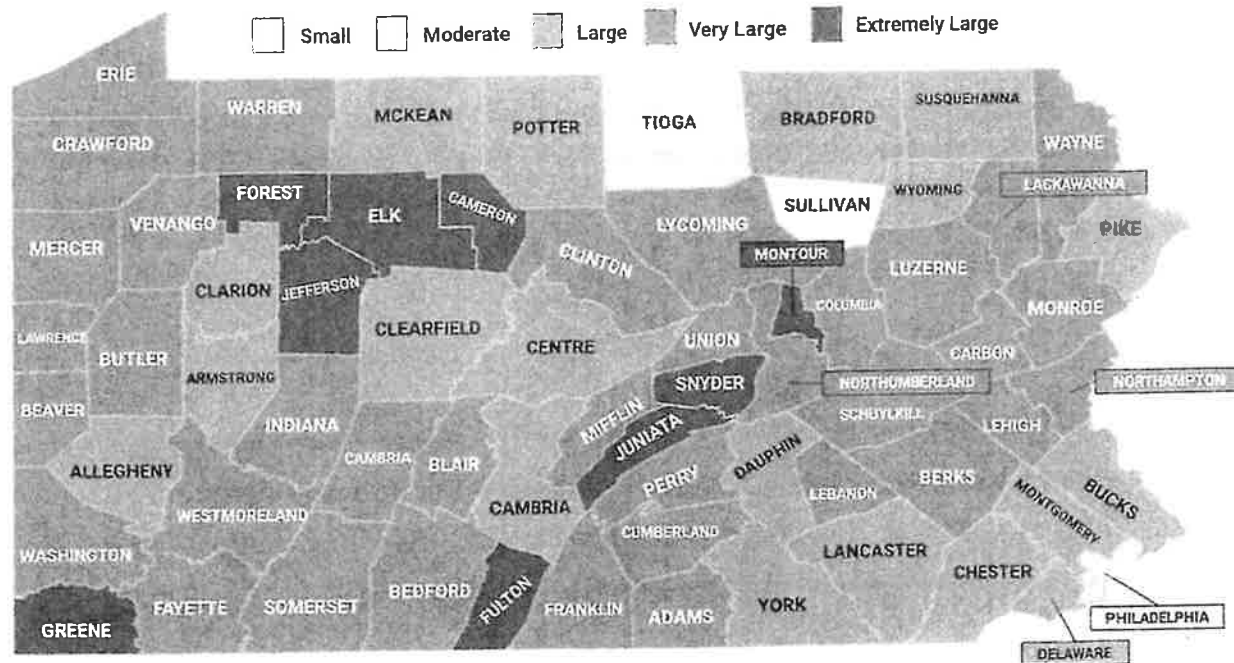 Small Moderate Large Very Large Extremely Large
ERIE
WARREN
MCKEAN
POTTER
TIOGA
BRADFORD
SUSQUEHANNA
CRAWFORD
WAYNE
FOREST
ELK
CAMERON
SULLIVAN
WYOMING
LACKAWANNA
MERCER
VENANGO
LYCOMING
PIKE
CLARION
JEFFERSON
CLINTON
MONTOUR
LUZERNE
LAWRENCE
BUTLER
CLEARFIELD
CENTRE
UNION
COLUMBIA
MONROE
ARMSTRONG
SNYDER
NORTHUMBERLAND
CARBON
NORTHAMPTON
BEAVER
INDIANA
MIFFLIN
JUNIATA
SCHUYLKILL
LEHIGH
ALLEGHENY
CAMBRIA
BLAIR
DAUPHIN
PERRY
LEBANON
BERKS
BUCKS
WESTMORELAND
CAMBRIA
CUMBERLAND
MONTGOMERY
WASHINGTON
LANCASTER
CHESTER
GREENE
FAYETTE
SOMERSET
BEDFORD
FULTON
FRANKLIN
ADAMS
YORK
PHILADELPHIA
DELAWARE